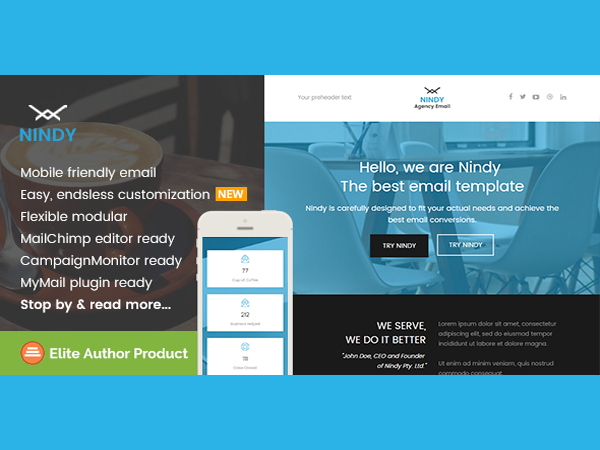 NINDY
Mobile friendly email
Easy, endsless customization NEW
Flexible modular
MailChimp editor ready
CampaignMonitor ready
MyMail plugin ready
Stop by & read more...
Elite Author Product
77
Cup of Coffee
212
Business request
78
Your preheader text
NINDY
Agency Email
Hello, we are Nindy
The best email template
Nindy is carefully designed to fit your actual needs and achieve the
best email conversions.
TRY NINDY
TRY NINDY
WE SERVE,
WE DO IT BETTER
"John Doe, CEO and Founder
of Nindy Pty. Ltd."
Lorem ipsum dolor sit amet, consectetur
adipiscing elit, sed do eiusmod tempor
incididunt ut labore et dolore magna.
Ut enim ad minim veniam, quis nostrud
commodo consequat.